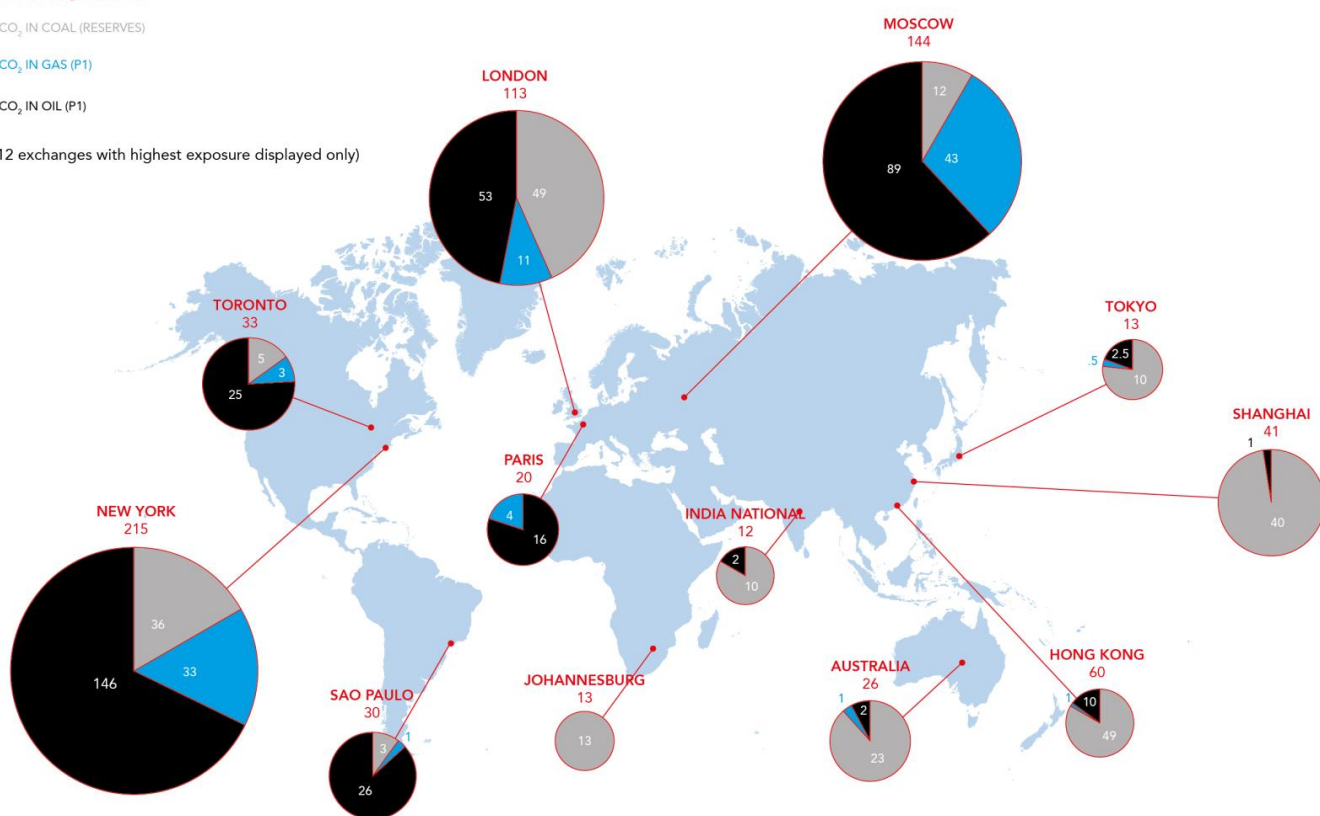 CO₂ IN COAL (RESERVES)
CO₂ IN GAS (P1)
CO₂ IN OIL (P1)
12 exchanges with highest exposure displayed only)
MOSCOW
144
12
43
89
LONDON
113
53
49
11
TORONTO
33
5
3
25
TOKYO
13
.5
2.5
10
SHANGHAI
41
1
40
PARIS
20
4
16
INDIA NATIONAL
12
2
10
NEW YORK
215
36
33
146
SAO PAULO
30
3
1
26
JOHANNESBURG
13
13
AUSTRALIA
26
1
2
23
HONG KONG
60
1
10
49